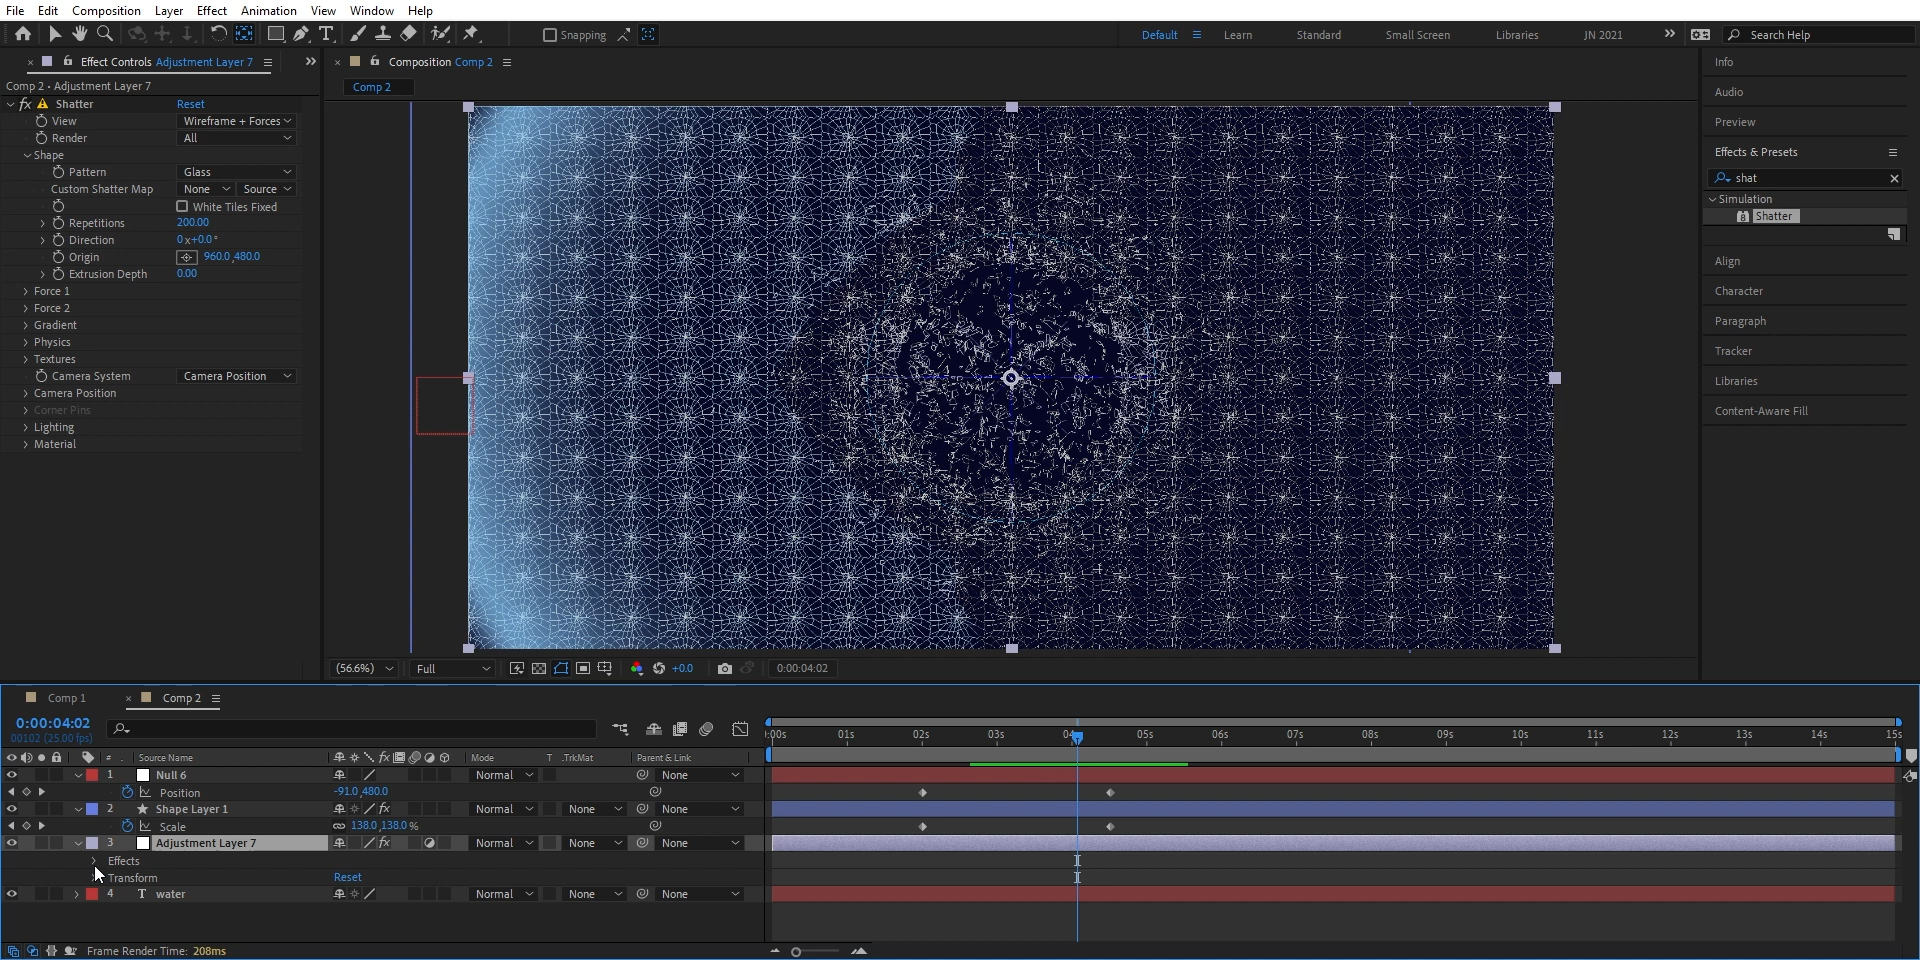 File Edit Composition Layer Effect Animation View Window Help
Snapping
Default Learn Standard Small Screen Libraries JN 2021 Search Help
Effect Controls Adjustment Layer 7
Comp 2 • Adjustment Layer 7
fx Shatter Reset
View Wireframe + Forces
Render All
Shape
Pattern Glass
Custom Shatter Map None Source
White Tiles Fixed
Repetitions 200.00
Direction 0x+0.0°
Origin 960.0,480.0
Extrusion Depth 0.00
Force 1
Force 2
Gradient
Physics
Textures
Camera System Camera Position
Camera Position
Corner Pins
Lighting
Material
Composition Comp 2
Comp 2
(56.6%) Full +0.0 0:00:04:02
Info
Audio
Preview
Effects & Presets
shat
Simulation
Shatter
Align
Character
Paragraph
Tracker
Libraries
Content-Aware Fill
Comp 1 Comp 2
0:00:04:02
00102 (25.00 fps)
:00s 01s 02s 03s 04 05s 06s 07s 08s 09s 10s 11s 12s 13s 14s 15s
# Source Name fx Mode T .TrkMat Parent & Link
1 Null 6 Normal None
Position -91.0,480.0
2 Shape Layer 1 fx Normal None None
Scale 138.0,138.0 %
3 Adjustment Layer 7 fx Normal None None
Effects
Transform Reset
4 T water Normal None None
Frame Render Time: 208ms